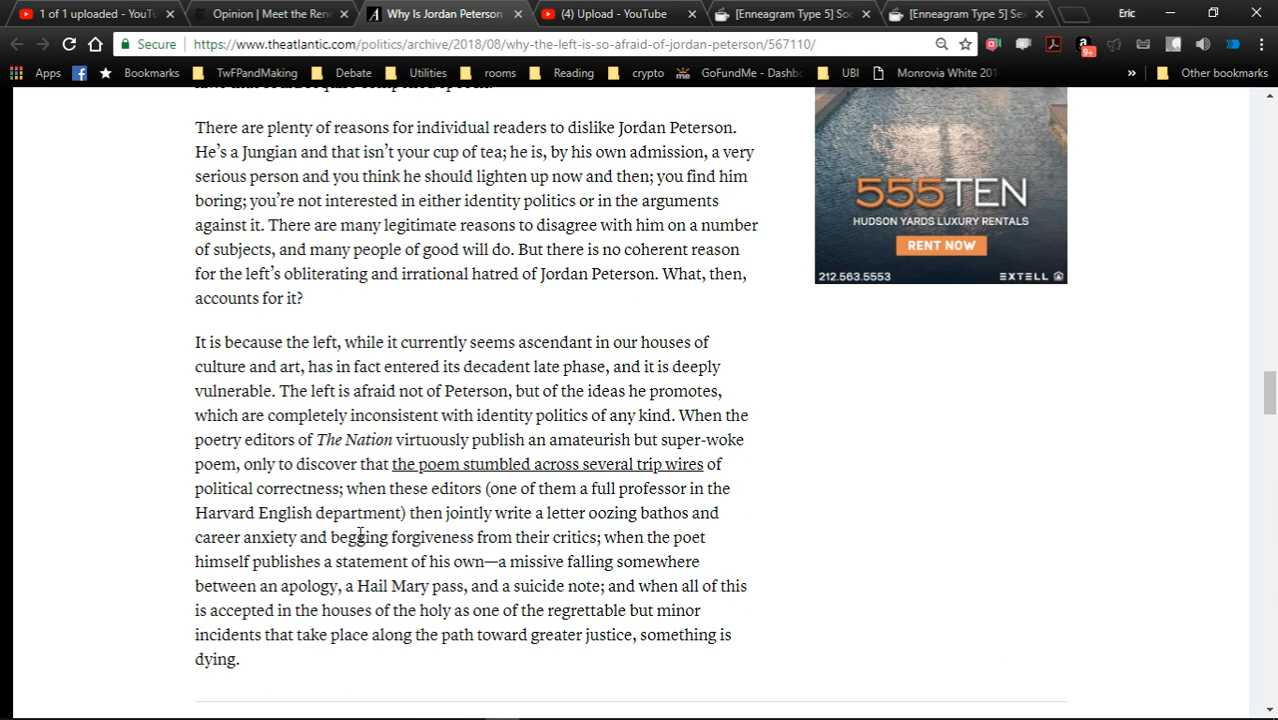 1 of 1 uploaded - YouTu
Opinion | Meet the Ren
Why Is Jordan Peterson
(4) Upload - YouTube
[Enneagram Type 5] Soc
[Enneagram Type 5] Sex
Eric
Secure
https://www.theatlantic.com/politics/archive/2018/08/why-the-left-is-so-afraid-of-jordan-peterson/567110/
9+
Apps
Bookmarks
TwFPandMaking
Debate
Utilities
rooms
Reading
crypto
me
GoFundMe - Dashbo
UBI
Monrovia White 201
»
Other bookmarks
There are plenty of reasons for individual readers to dislike Jordan Peterson.
He's a Jungian and that isn't your cup of tea; he is, by his own admission, a very
serious person and you think he should lighten up now and then; you find him
boring; you're not interested in either identity politics or in the arguments
against it. There are many legitimate reasons to disagree with him on a number
of subjects, and many people of good will do. But there is no coherent reason
for the left's obliterating and irrational hatred of Jordan Peterson. What, then,
accounts for it?
It is because the left, while it currently seems ascendant in our houses of
culture and art, has in fact entered its decadent late phase, and it is deeply
vulnerable. The left is afraid not of Peterson, but of the ideas he promotes,
which are completely inconsistent with identity politics of any kind. When the
poetry editors of The Nation virtuously publish an amateurish but super-woke
poem, only to discover that the poem stumbled across several trip wires of
political correctness; when these editors (one of them a full professor in the
Harvard English department) then jointly write a letter oozing bathos and
career anxiety and begging forgiveness from their critics; when the poet
himself publishes a statement of his own—a missive falling somewhere
between an apology, a Hail Mary pass, and a suicide note; and when all of this
is accepted in the houses of the holy as one of the regrettable but minor
incidents that take place along the path toward greater justice, something is
dying.
555TEN
HUDSON YARDS LUXURY RENTALS
RENT NOW
212.563.5553
EXTELL